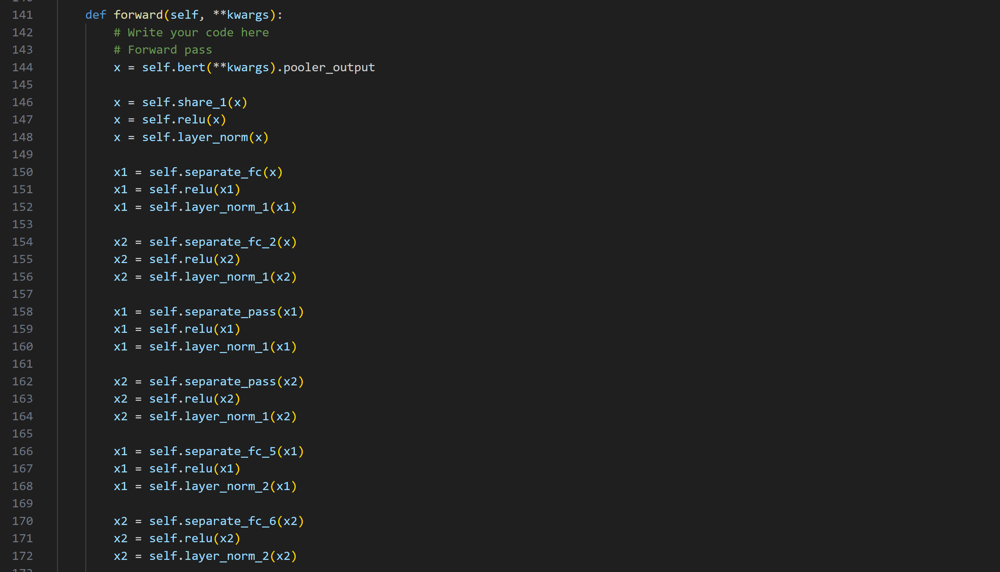 141 def forward(self, **kwargs):
142 # Write your code here
143 # Forward pass
144 x = self.bert(**kwargs).pooler_output
145
146 x = self.share_1(x)
147 x = self.relu(x)
148 x = self.layer_norm(x)
149
150 x1 = self.separate_fc(x)
151 x1 = self.relu(x1)
152 x1 = self.layer_norm_1(x1)
153
154 x2 = self.separate_fc_2(x)
155 x2 = self.relu(x2)
156 x2 = self.layer_norm_1(x2)
157
158 x1 = self.separate_pass(x1)
159 x1 = self.relu(x1)
160 x1 = self.layer_norm_1(x1)
161
162 x2 = self.separate_pass(x2)
163 x2 = self.relu(x2)
164 x2 = self.layer_norm_1(x2)
165
166 x1 = self.separate_fc_5(x1)
167 x1 = self.relu(x1)
168 x1 = self.layer_norm_2(x1)
169
170 x2 = self.separate_fc_6(x2)
171 x2 = self.relu(x2)
172 x2 = self.layer_norm_2(x2)